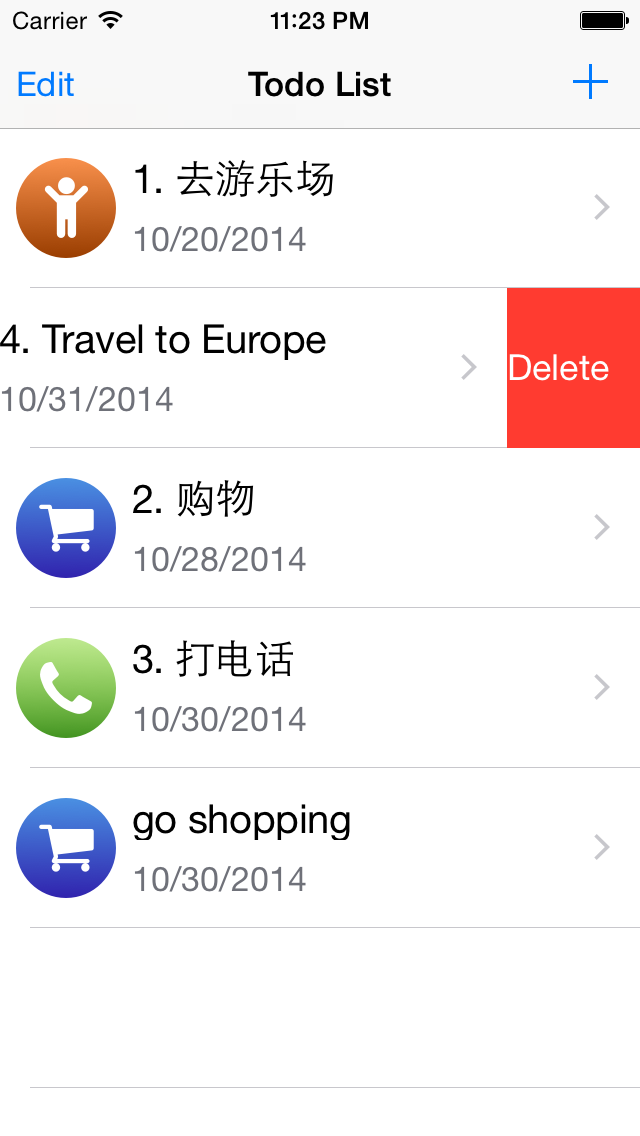 Carrier 11:23 PM
Edit Todo List
1. 去游乐场
10/20/2014
4. Travel to Europe
10/31/2014
Delete
2. 购物
10/28/2014
3. 打电话
10/30/2014
go shopping
10/30/2014